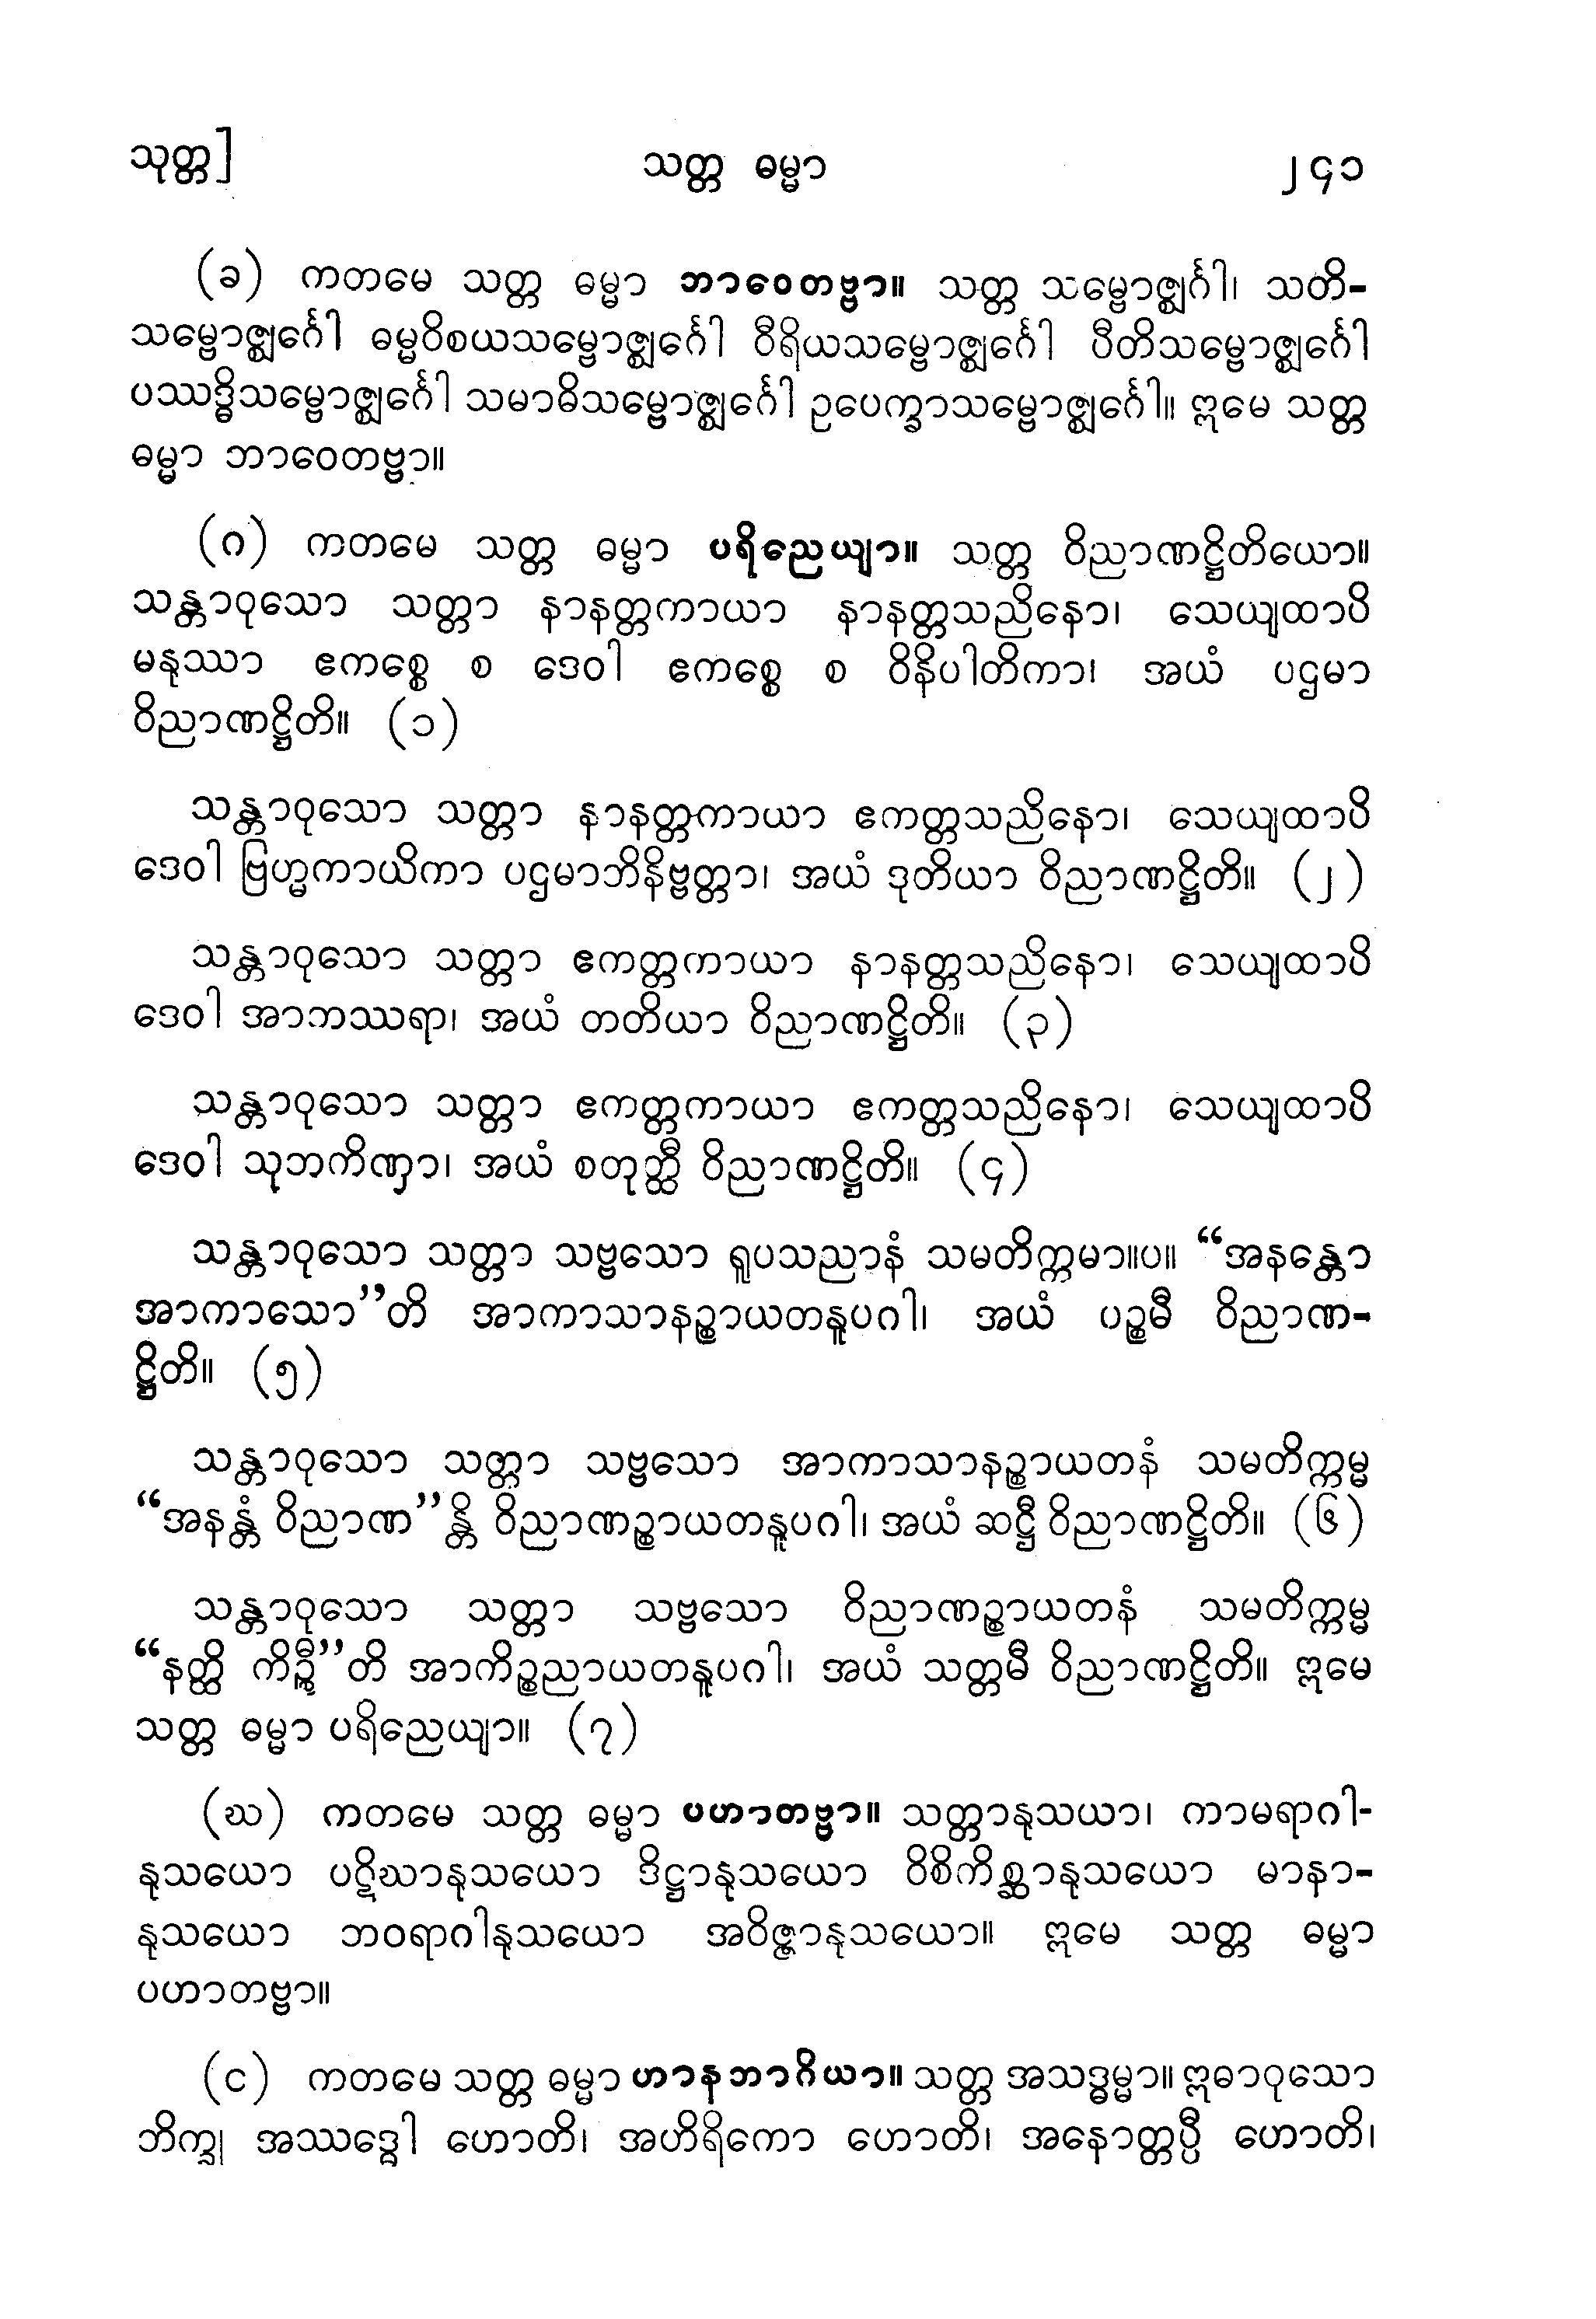 သုတ္တ] သတ္တ ဓမ္မာ ၂၄၁
(ခ) ကတမေ သတ္တ ဓမ္မာ ဘာဝေတဗ္ဗာ။ သတ္တ သမ္ဗောဇ္ဈင်္ဂါ၊ သတိ-
သမ္ဗောဇ္ဈင်္ဂေါ ဓမ္မဝိစယသမ္ဗောဇ္ဈင်္ဂေါ ဝီရိယသမ္ဗောဇ္ဈင်္ဂေါ ပီတိသမ္ဗောဇ္ဈင်္ဂေါ
ပဿဒ္ဓိသမ္ဗောဇ္ဈင်္ဂေါ သမာဓိသမ္ဗောဇ္ဈင်္ဂေါ ဥပေက္ခာသမ္ဗောဇ္ဈင်္ဂေါ။ ဣမေ သတ္တ
ဓမ္မာ ဘာဝေတဗ္ဗာ။
(ဂ) ကတမေ သတ္တ ဓမ္မာ ပရိညေယျာ။ သတ္တ ဝိညာဏဋ္ဌိတိယော။
သန္တာဝုသော သတ္တာ နာနတ္တကာယာ နာနတ္တသညိနော၊ သေယျထာပိ
မနုဿာ ဧကစ္စေ စ ဒေဝါ ဧကစ္စေ စ ဝိနိပါတိကာ၊ အယံ ပဌမာ
ဝိညာဏဋ္ဌိတိ။ (၁)
သန္တာဝုသော သတ္တာ နာနတ္တကာယာ ဧကတ္တသညိနော၊ သေယျထာပိ
ဒေဝါ ဗြဟ္မကာယိကာ ပဌမာဘိနိဗ္ဗတ္တာ၊ အယံ ဒုတိယာ ဝိညာဏဋ္ဌိတိ။ (၂)
သန္တာဝုသော သတ္တာ ဧကတ္တကာယာ နာနတ္တသညိနော၊ သေယျထာပိ
ဒေဝါ အာဘဿရာ၊ အယံ တတိယာ ဝိညာဏဋ္ဌိတိ။ (၃)
သန္တာဝုသော သတ္တာ ဧကတ္တကာယာ ဧကတ္တသညိနော၊ သေယျထာပိ
ဒေဝါ သုဘကိဏှာ၊ အယံ စတုတ္ထီ ဝိညာဏဋ္ဌိတိ။ (၄)
သန္တာဝုသော သတ္တာ သဗ္ဗသော ရူပသညာနံ သမတိက္ကမာ။ပ။ “အနန္တော
အာကာသော”တိ အာကာသာနဉ္စာယတနူပဂါ၊ အယံ ပဉ္စမီ ဝိညာဏ-
ဋ္ဌိတိ။ (၅)
သန္တာဝုသော သတ္တာ သဗ္ဗသော အာကာသာနဉ္စာယတနံ သမတိက္ကမ္မ
“အနန္တံ ဝိညာဏ”န္တိ ဝိညာဏဉ္စာယတနူပဂါ၊ အယံ ဆဋ္ဌီ ဝိညာဏဋ္ဌိတိ။ (၆)
သန္တာဝုသော သတ္တာ သဗ္ဗသော ဝိညာဏဉ္စာယတနံ သမတိက္ကမ္မ
“နတ္ထိ ကိဉ္စီ”တိ အာကိဉ္စညာယတနူပဂါ၊ အယံ သတ္တမီ ဝိညာဏဋ္ဌိတိ။ ဣမေ
သတ္တ ဓမ္မာ ပရိညေယျာ။ (၇)
(ဃ) ကတမေ သတ္တ ဓမ္မာ ပဟာတဗ္ဗာ။ သတ္တာနုသယာ၊ ကာမရာဂါ-
နုသယော ပဋိဃာနုသယော ဒိဋ္ဌာနုသယော ဝိစိကိစ္ဆာနုသယော မာနာ-
နုသယော ဘဝရာဂါနုသယော အဝိဇ္ဇာနုသယော။ ဣမေ သတ္တ ဓမ္မာ
ပဟာတဗ္ဗာ။
(င) ကတမေ သတ္တ ဓမ္မာ ဟာနဘာဂိယာ။ သတ္တ အသဒ္ဓမ္မာ။ ဣဓာဝုသော
ဘိက္ခု အဿဒ္ဓေါ ဟောတိ၊ အဟိရိကော ဟောတိ၊ အနောတ္တပ္ပီ ဟောတိ၊